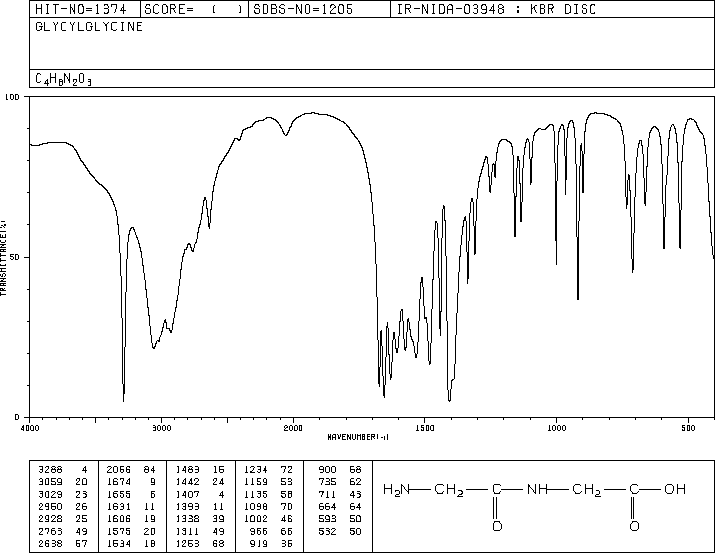 HIT-NO=1374 SCORE= ( ) SDBS-NO=1205 IR-NIDA-03948 : KBR DISC
GLYCYLGLYCINE
C4H8N2O3
100
TRANSMITTANCE(%)
50
0
4000 3000 2000 1500 1000 500
WAVENUMBER(-1)
3288 4 2066 84 1483 16 1234 72 900 68
3059 20 1674 9 1442 24 1159 53 735 62
3029 23 1655 6 1407 4 1135 58 711 43
2960 26 1631 11 1393 11 1098 70 664 64
2928 25 1606 19 1338 39 1002 46 593 50
2763 49 1575 20 1311 49 966 66 532 50
2638 57 1534 18 1253 68 919 36
H2N CH2 C NH CH2 C OH
O O